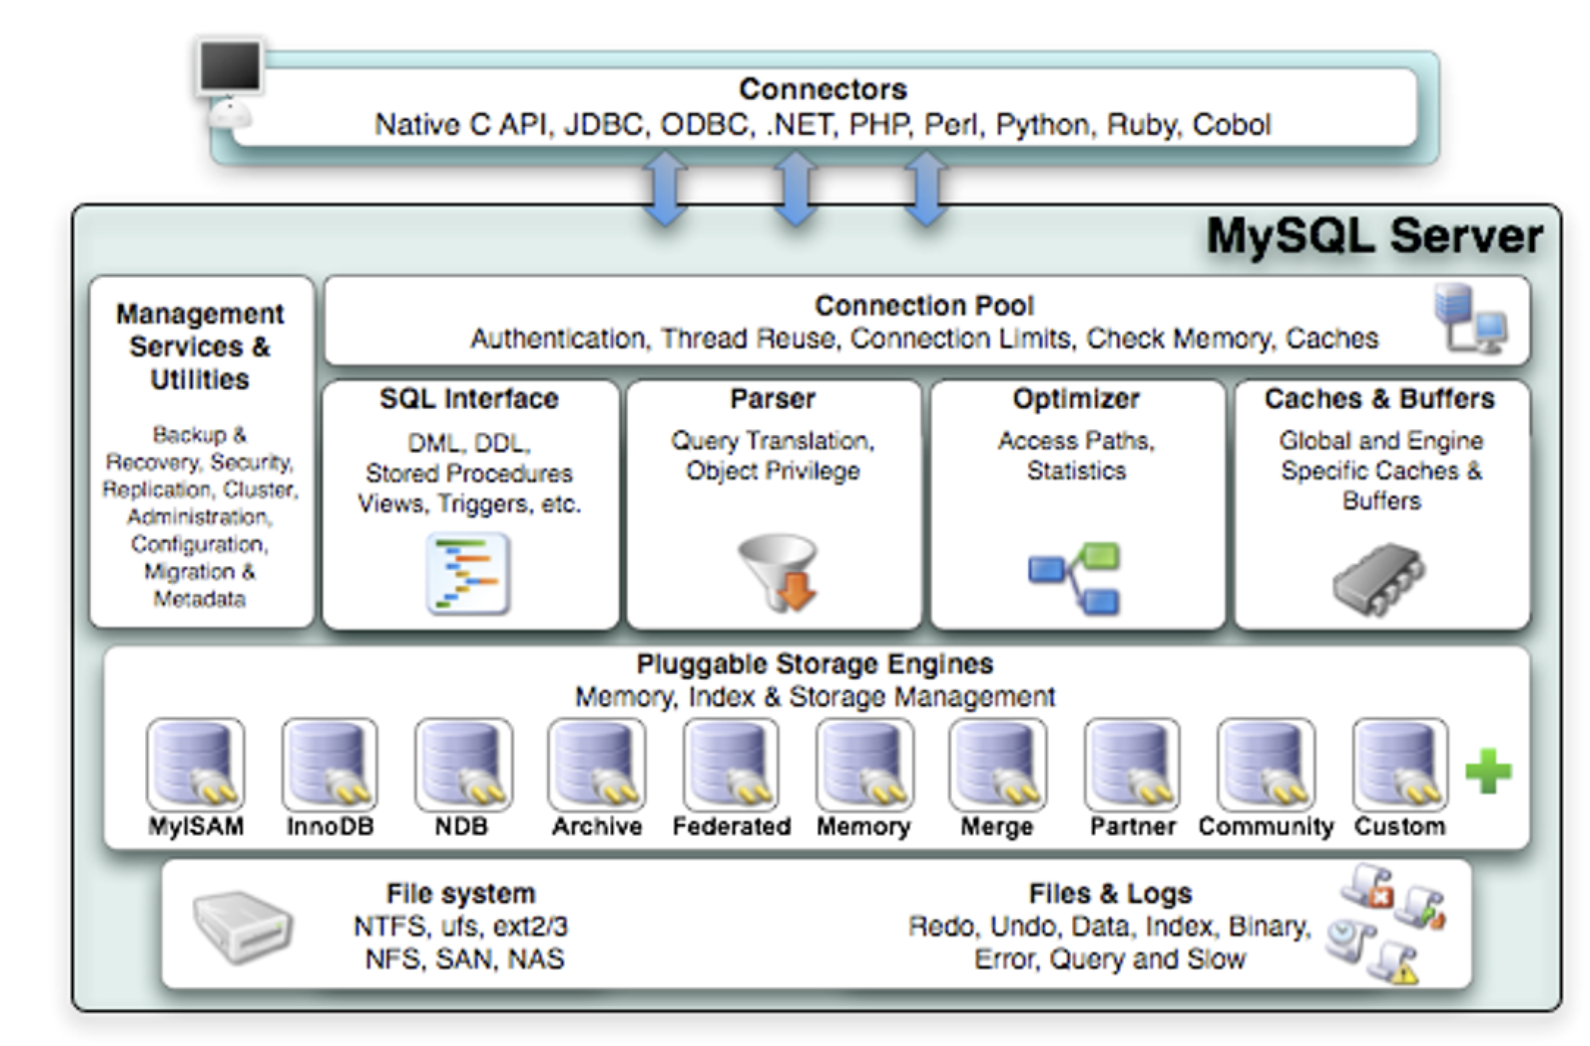 Connectors
Native C API, JDBC, ODBC, .NET, PHP, Perl, Python, Ruby, Cobol
MySQL Server
Management
Services &
Utilities
Backup &
Recovery, Security,
Replication, Cluster,
Administration,
Configuration,
Migration &
Metadata
Connection Pool
Authentication, Thread Reuse, Connection Limits, Check Memory, Caches
SQL Interface
DML, DDL,
Stored Procedures
Views, Triggers, etc.
Parser
Query Translation,
Object Privilege
Optimizer
Access Paths,
Statistics
Caches & Buffers
Global and Engine
Specific Caches &
Buffers
Pluggable Storage Engines
Memory, Index & Storage Management
MyISAM
InnoDB
NDB
Archive
Federated
Memory
Merge
Partner
Community
Custom
File system
NTFS, ufs, ext2/3
NFS, SAN, NAS
Files & Logs
Redo, Undo, Data, Index, Binary,
Error, Query and Slow